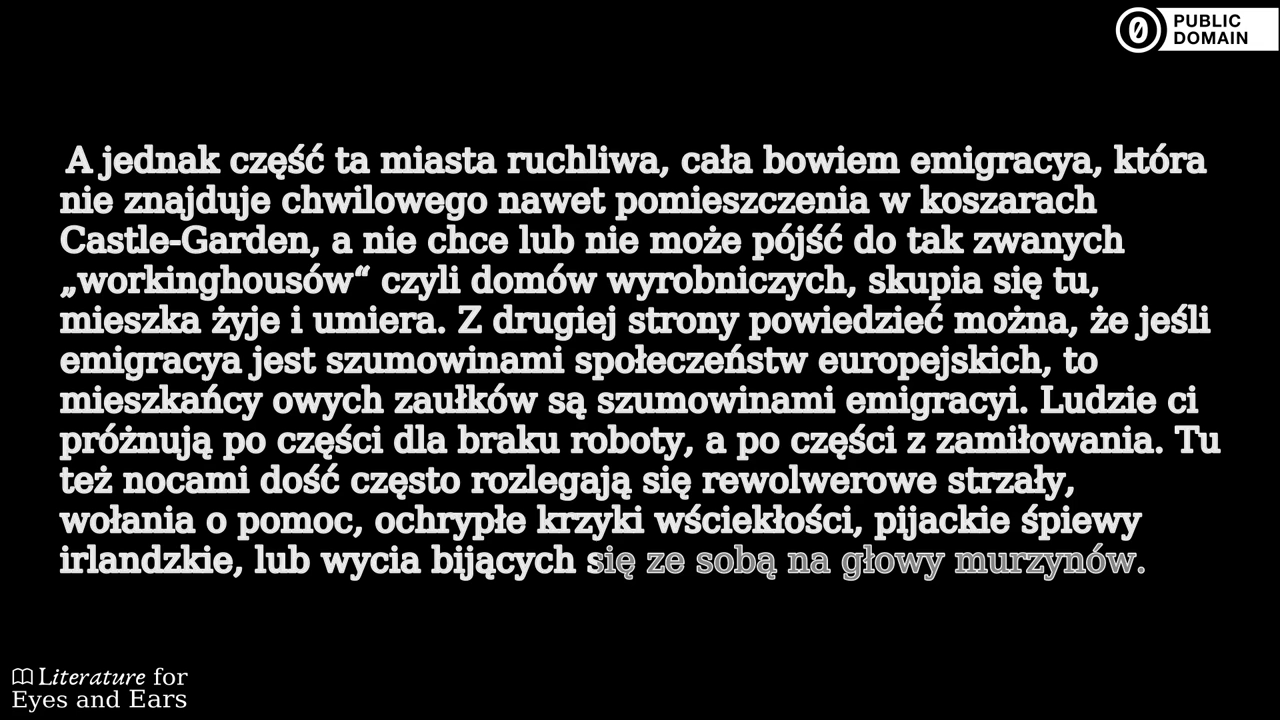 PUBLIC
DOMAIN
A jednak część ta miasta ruchliwa, cała bowiem emigracya, która
nie znajduje chwilowego nawet pomieszczenia w koszarach
Castle-Garden, a nie chce lub nie może pójść do tak zwanych
„workinghousów“ czyli domów wyrobniczych, skupia się tu,
mieszka żyje i umiera. Z drugiej strony powiedzieć można, że jeśli
emigracya jest szumowinami społeczeństw europejskich, to
mieszkańcy owych zaułków są szumowinami emigracyi. Ludzie ci
próżnują po części dla braku roboty, a po części z zamiłowania. Tu
też nocami dość często rozlegają się rewolwerowe strzały,
wołania o pomoc, ochrypłe krzyki wściekłości, pijackie śpiewy
irlandzkie, lub wycia bijących się ze sobą na głowy murzynów.
Literature for
Eyes and Ears